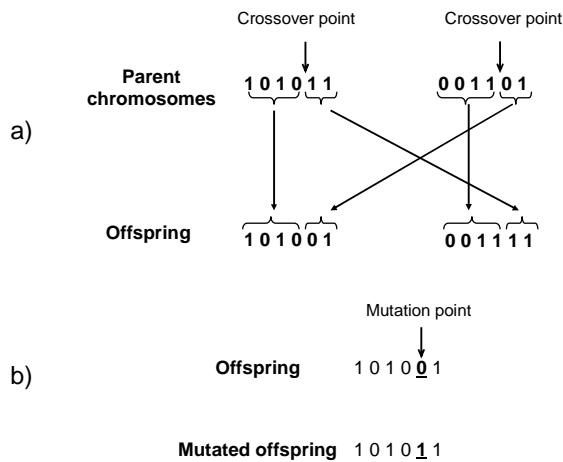 Crossover point Crossover point
Parent chromosomes 1 0 1 0 1 1 0 0 1 1 0 1
a)
Offspring 1 0 1 0 0 1 0 0 1 1 1 1
Mutation point
Offspring 1 0 1 0 0 1
b)
Mutated offspring 1 0 1 0 1 1